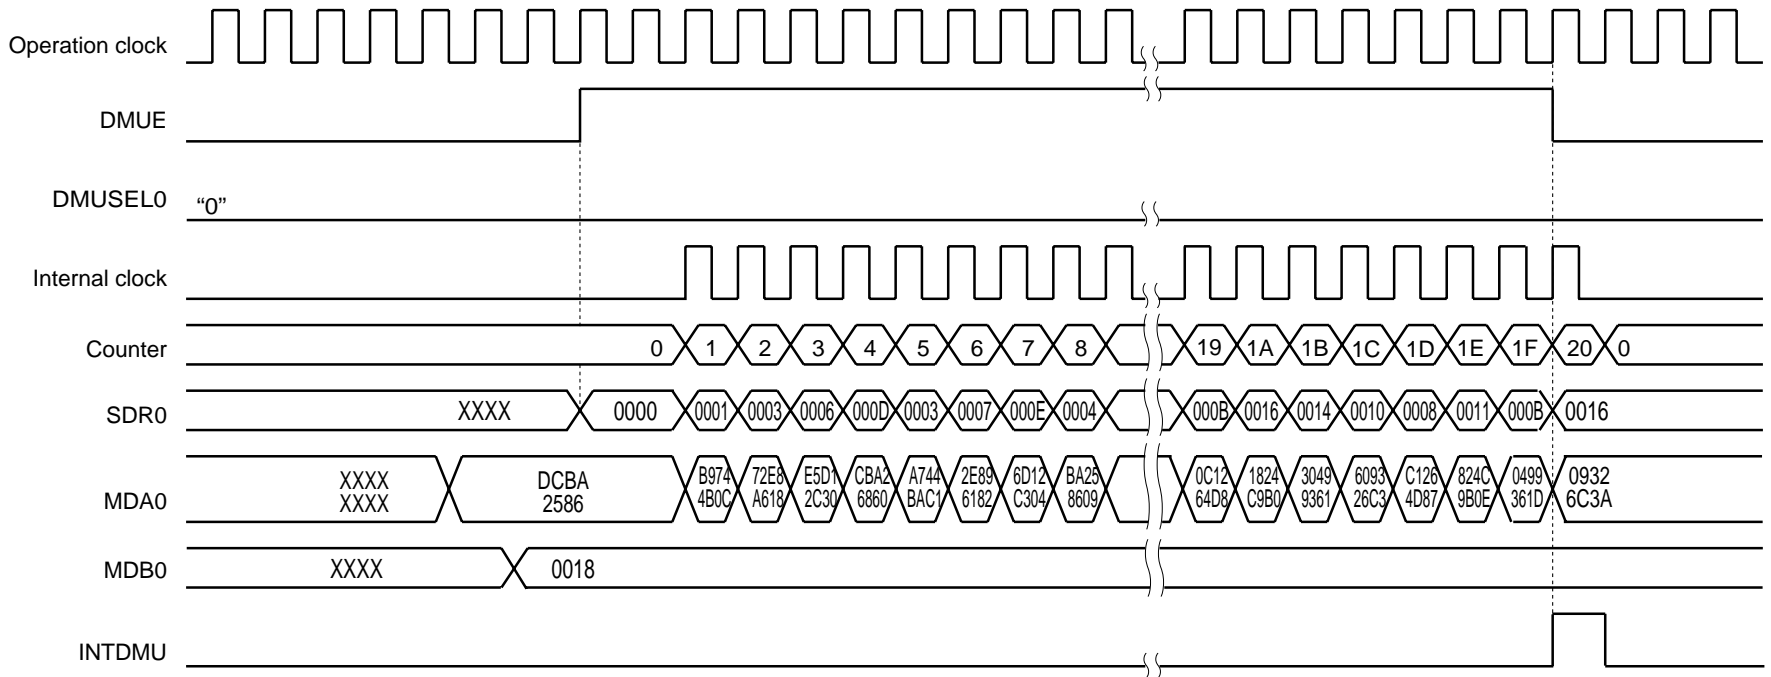 Operation clock
DMUE
DMUSEL0 “0”
Internal clock
Counter 0 1 2 3 4 5 6 7 8 19 1A 1B 1C 1D 1E 1F 20 0
SDR0 XXXX 0000 0001 0003 0006 000D 0003 0007 000E 0004 000B 0016 0014 0010 0008 0011 000B 0016
MDA0 XXXX DCBA B974 72E8 E5D1 CBA2 A744 2E89 6D12 BA25 0C12 1824 3049 6093 C126 824C 0499 0932
XXXX 2586 4B0C A618 2C30 6860 BAC1 6182 C304 8609 64D8 C9B0 9361 26C3 4D87 9B0E 361D 6C3A
MDB0 XXXX 0018
INTDMU